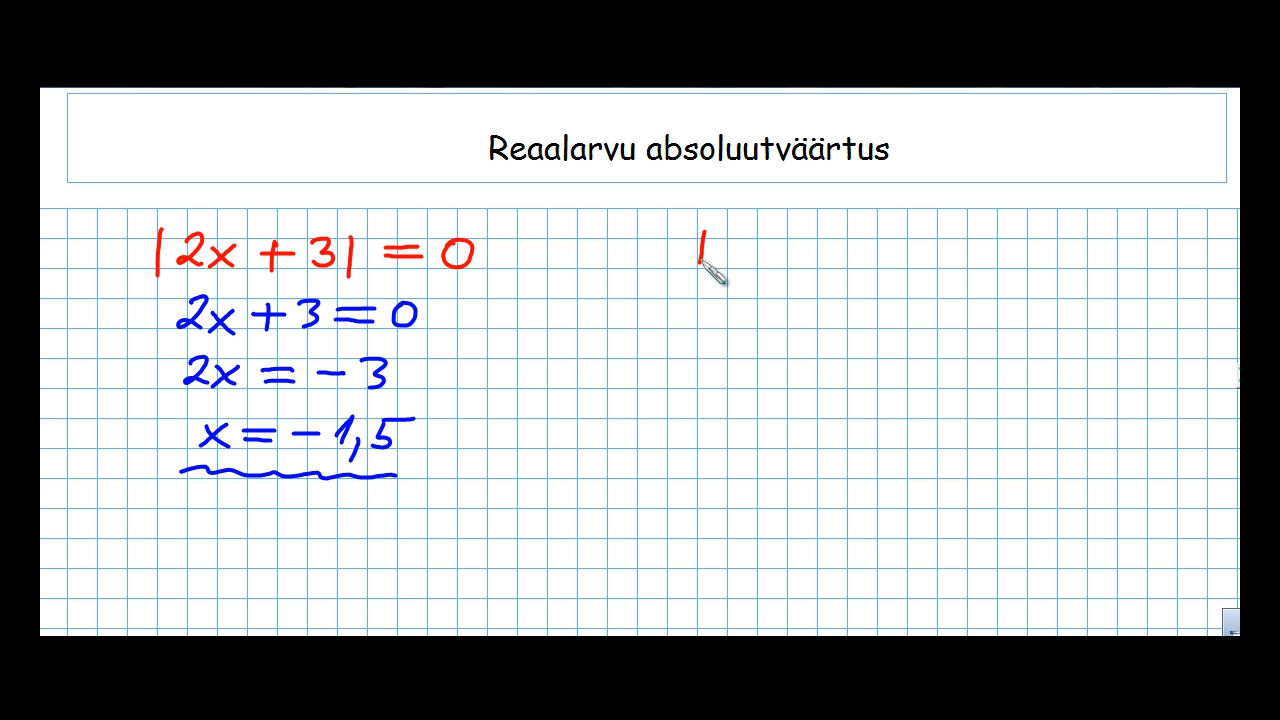 Reaalarvu absoluutväärtus
|2x + 3| = 0
|
2x + 3 = 0
2x = - 3
x = - 1,5